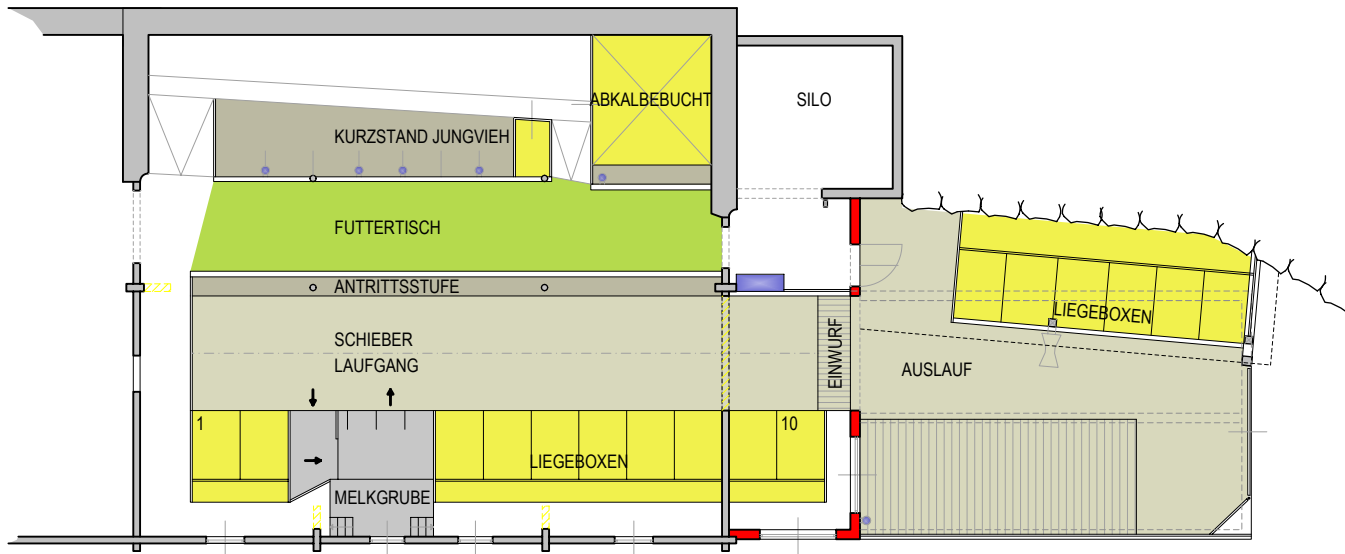 ABKALBEBUCHT
SILO
KURZSTAND JUNGVIEH
FUTTERTISCH
ANTRITTSSTUFE
LIEGEBOXEN
SCHIEBER
LAUFGANG
EINWURF
AUSLAUF
1
10
LIEGEBOXEN
MELKGRUBE